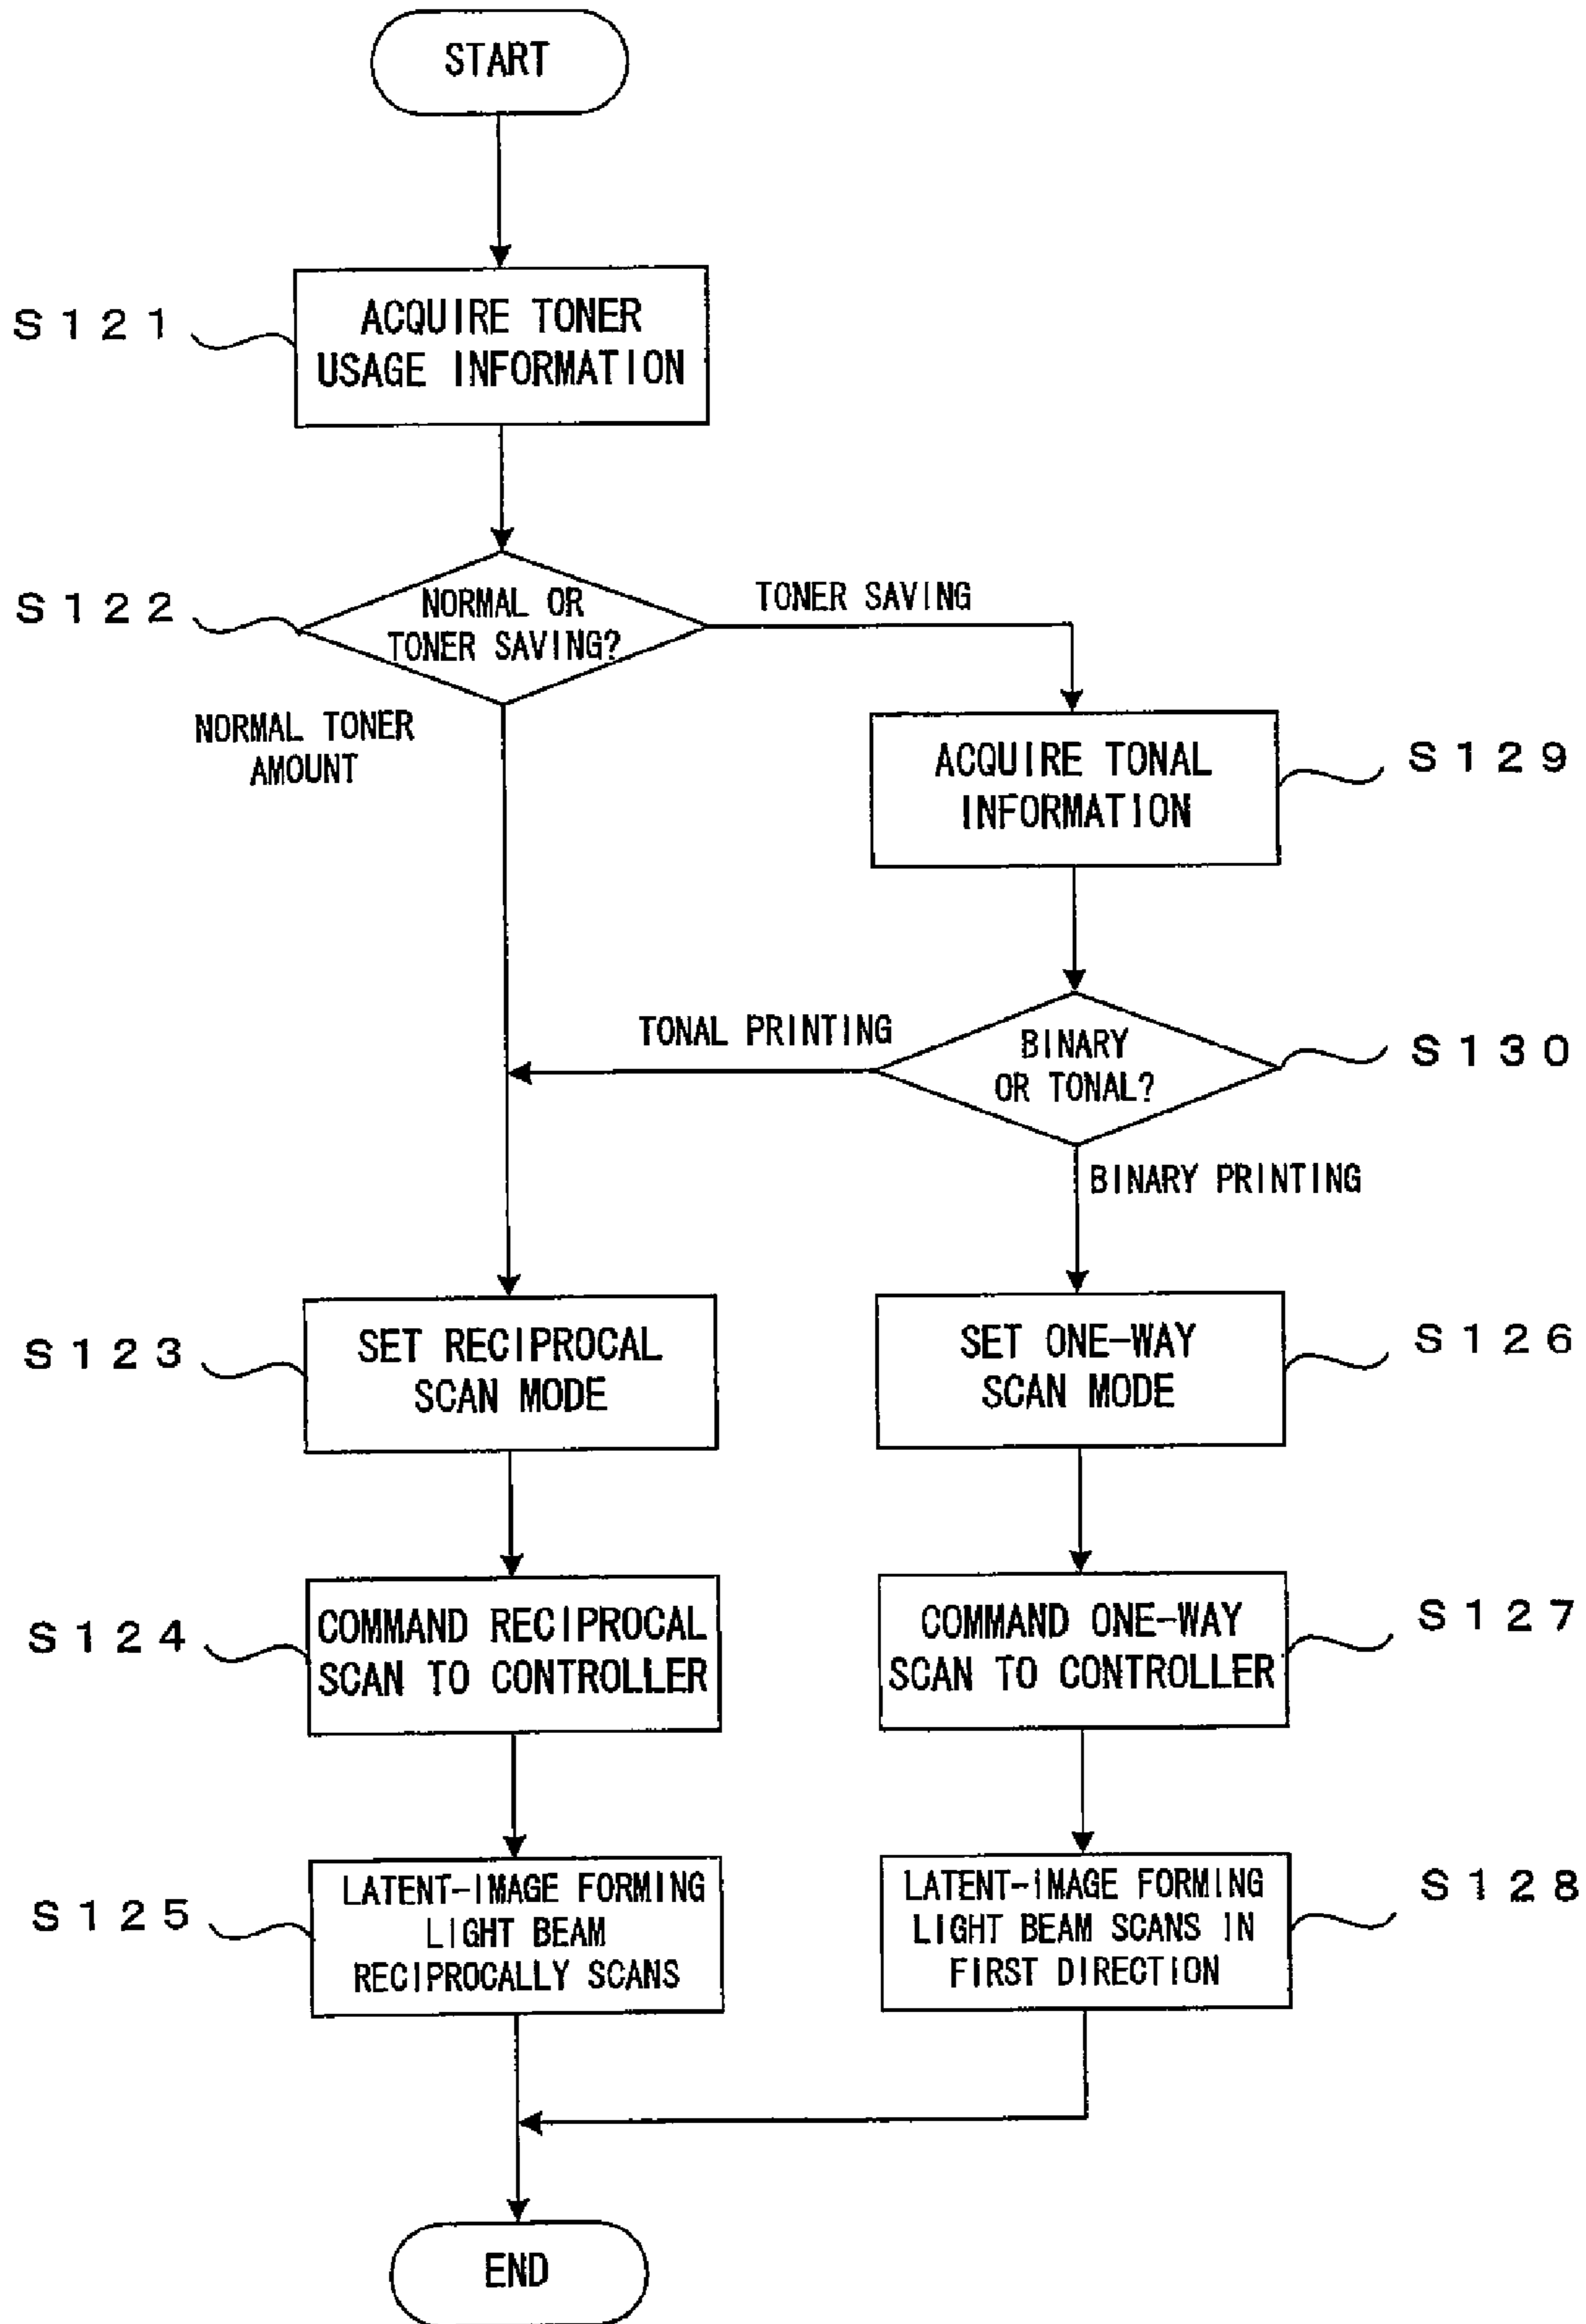 START
S121
ACQUIRE TONER
USAGE INFORMATION
S122
NORMAL OR
TONER SAVING?
TONER SAVING
NORMAL TONER
AMOUNT
ACQUIRE TONAL
INFORMATION
S129
TONAL PRINTING
BINARY
OR TONAL?
S130
BINARY PRINTING
S123
SET RECIPROCAL
SCAN MODE
SET ONE-WAY
SCAN MODE
S126
S124
COMMAND RECIPROCAL
SCAN TO CONTROLLER
COMMAND ONE-WAY
SCAN TO CONTROLLER
S127
S125
LATENT-IMAGE FORMING
LIGHT BEAM
RECIPROCALLY SCANS
LATENT-IMAGE FORMING
LIGHT BEAM SCANS IN
FIRST DIRECTION
S128
END